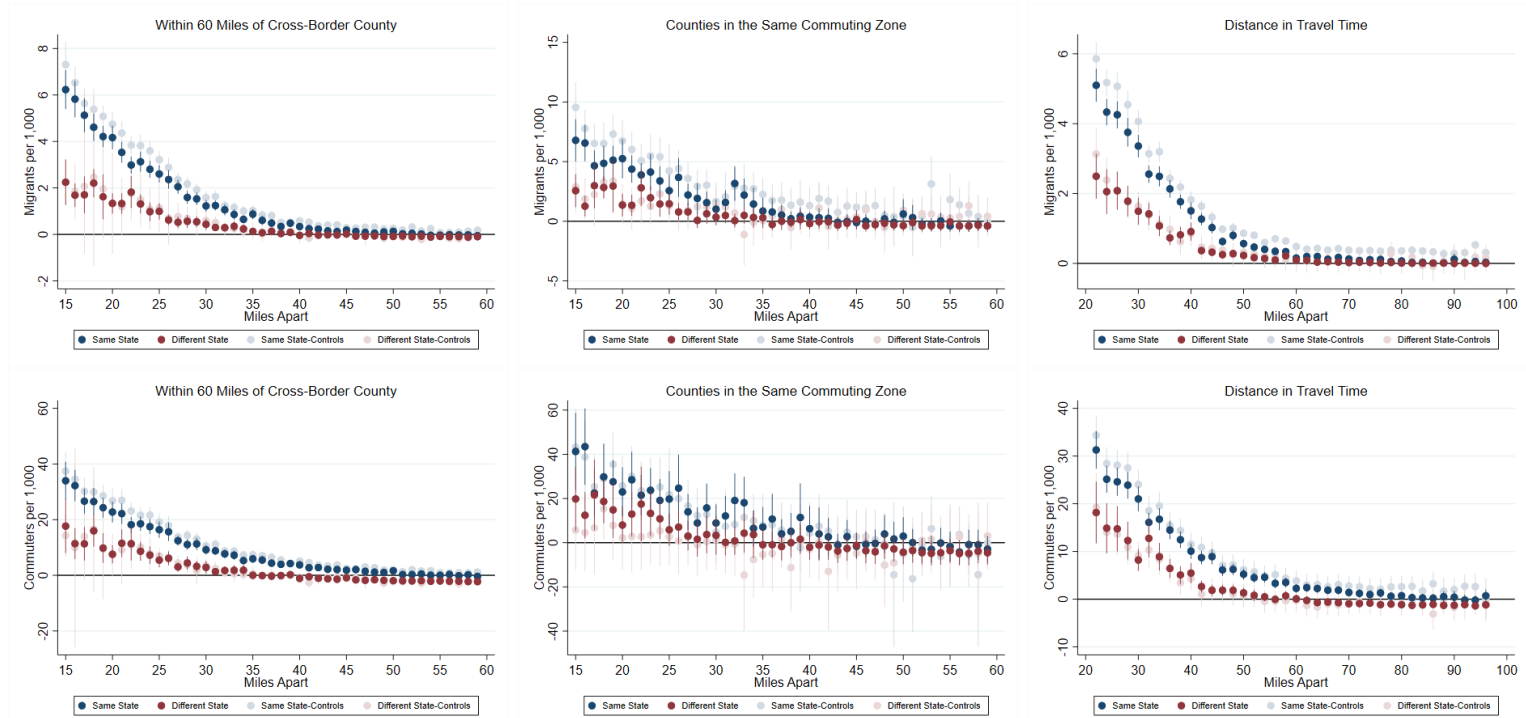 Within 60 Miles of Cross-Border County
Migrants per 1,000
8
6
4
2
0
-2
15 20 25 30 35 40 45 50 55 60
Miles Apart
Same State Different State Same State-Controls Different State-Controls
Counties in the Same Commuting Zone
Migrants per 1,000
15
10
5
0
-5
15 20 25 30 35 40 45 50 55 60
Miles Apart
Same State Different State Same State-Controls Different State-Controls
Distance in Travel Time
Migrants per 1,000
6
4
2
0
20 30 40 50 60 70 80 90 100
Miles Apart
Same State Different State Same State-Controls Different State-Controls
Within 60 Miles of Cross-Border County
Commuters per 1,000
60
40
20
0
-20
15 20 25 30 35 40 45 50 55 60
Miles Apart
Same State Different State Same State-Controls Different State-Controls
Counties in the Same Commuting Zone
Commuters per 1,000
60
40
20
0
-20
-40
15 20 25 30 35 40 45 50 55 60
Miles Apart
Same State Different State Same State-Controls Different State-Controls
Distance in Travel Time
Commuters per 1,000
40
30
20
10
0
-10
20 30 40 50 60 70 80 90 100
Miles Apart
Same State Different State Same State-Controls Different State-Controls